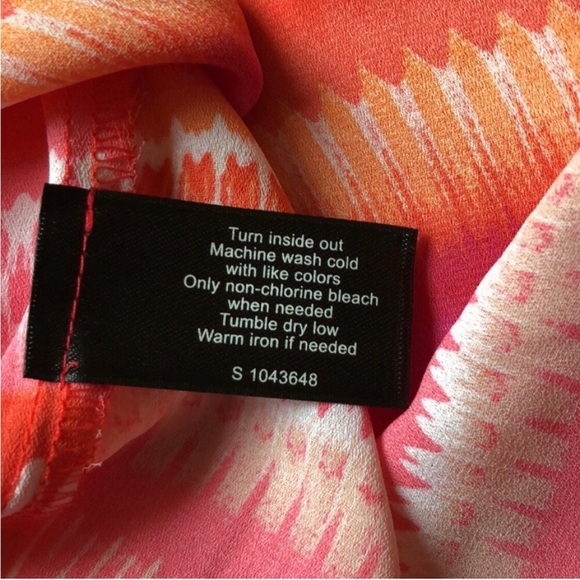 Turn inside out
Machine wash cold
with like colors
Only non-chlorine bleach
when needed
Tumble dry low
Warm iron if needed
S 1043648